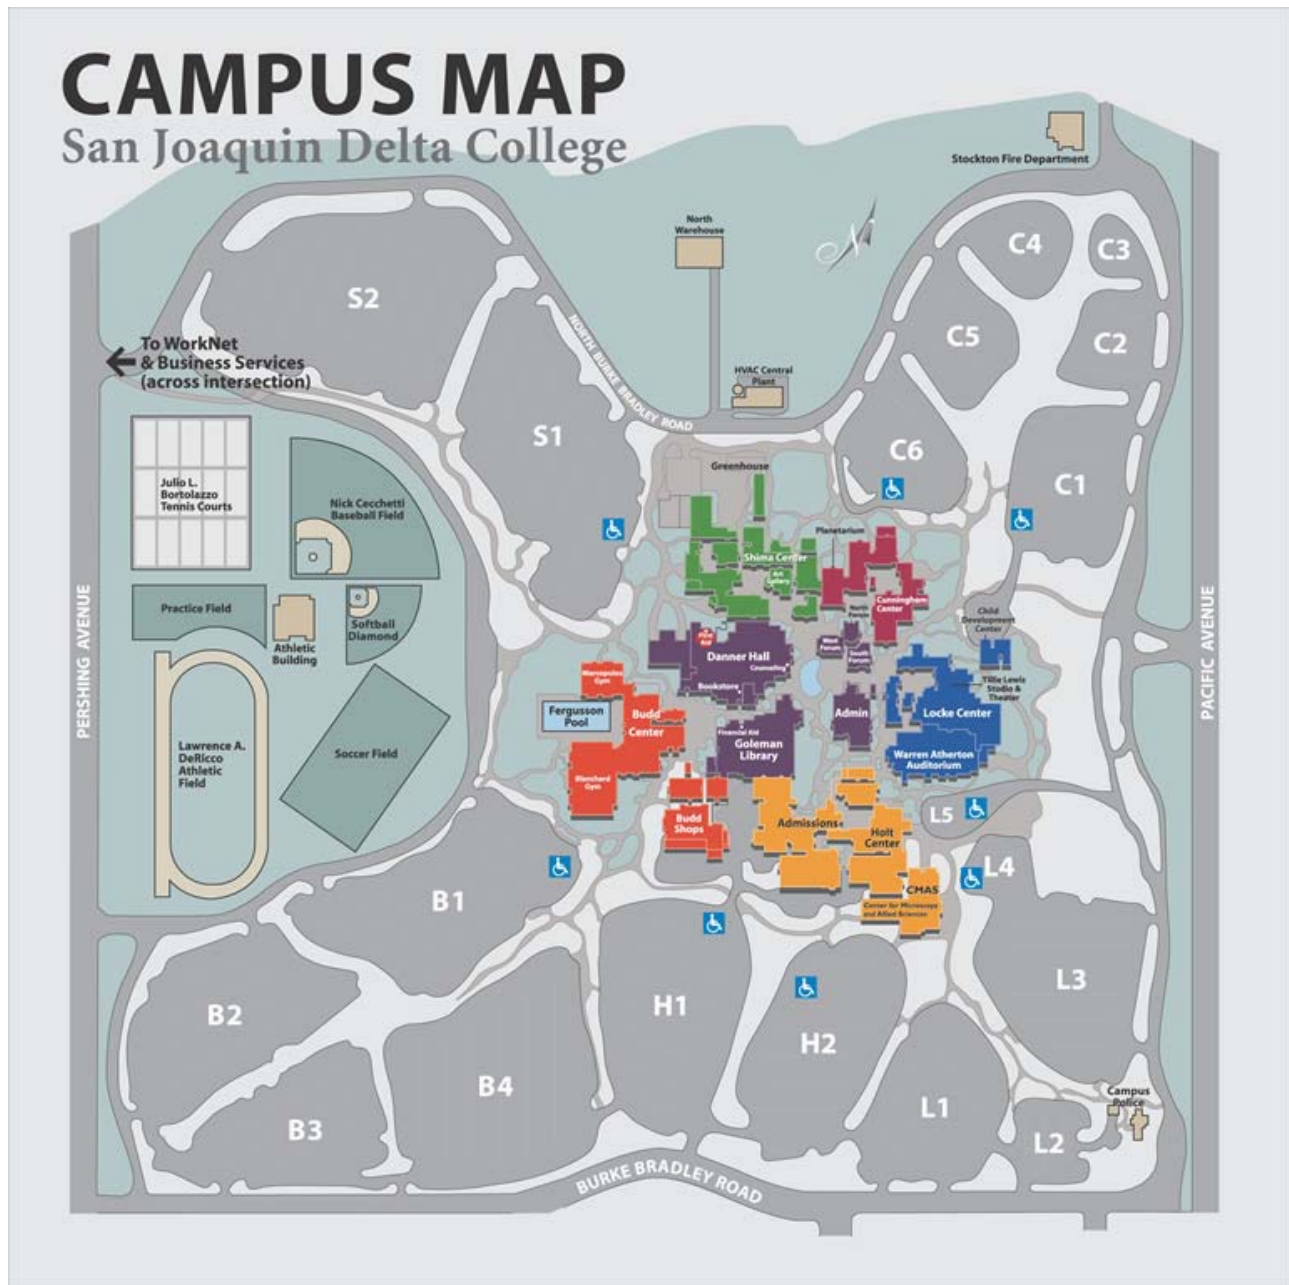 CAMPUS MAP
San Joaquin Delta College
Stockton Fire Department
North
Warehouse
C4
C3
S2
C5
C2
NORTH BURKE BRADLEY ROAD
To WorkNet
& Business Services
(across intersection)
HVAC Central
Plant
S1
C6
Greenhouse
C1
Julio L.
Bortolazzo
Tennis Courts
Nick Cecchetti
Baseball Field
Planetarium
Shima Center
Art
Gallery
Cunningham
Center
Practice Field
Softball
Diamond
North
Forum
Child
Development
Center
PERSHING AVENUE
PACIFIC AVENUE
Athletic
Building
First
Aid
West
Forum
South
Forum
Danner Hall
Counseling
Bookstore
Tillie Lewis
Studio &
Theater
Gym
Fergusson
Pool
Budd
Center
Admin
Locke Center
Financial Aid
Goleman
Library
Lawrence A.
DeRicco
Athletic
Field
Soccer Field
Warren Atherton
Auditorium
Blanchard
Gym
Budd
Shops
Admissions
Holt
Center
L5
L4
CMAS
Center for Microscopy
and Allied Sciences
B1
L3
H1
B2
H2
B4
B3
L1
Campus
Police
L2
BURKE BRADLEY ROAD